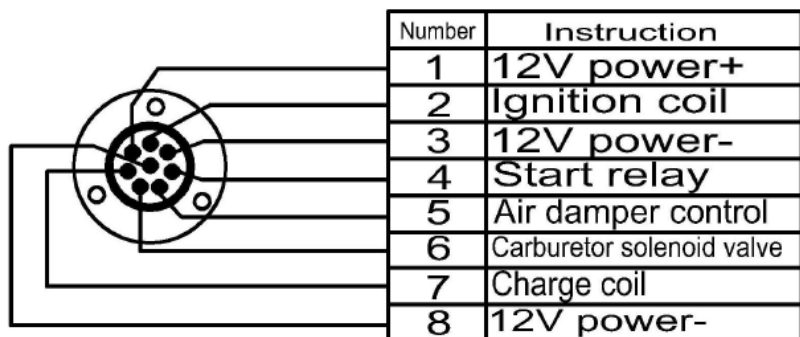 Number Instruction
1 12V power+
2 Ignition coil
3 12V power-
4 Start relay
5 Air damper control
6 Carburetor solenoid valve
7 Charge coil
8 12V power-